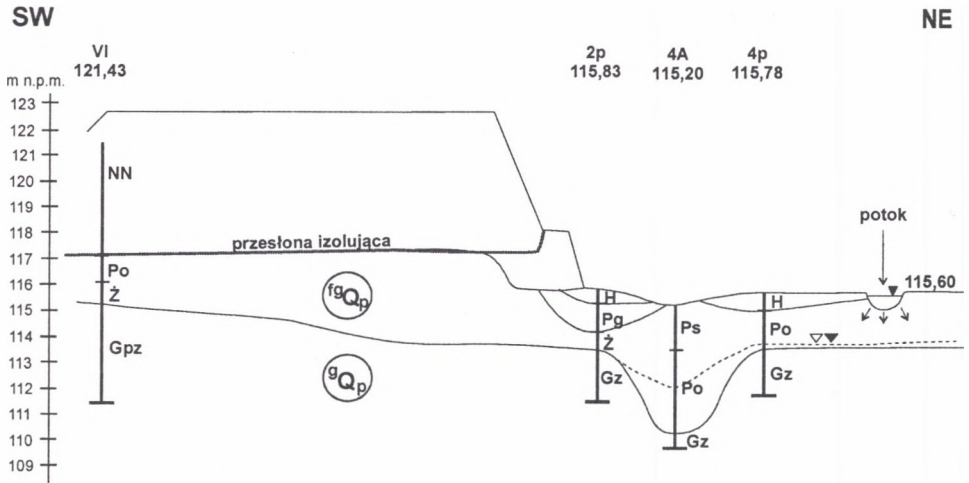 SW
NE
VI
121,43
2p
115,83
4A
115,20
4p
115,78
m n.p.m.
123
122
121
120
119
118
117
116
115
114
113
112
111
110
109
NN
przesłona izolująca
potok
115,60
Po
Ż
Gpz
fgQp
gQp
H
Pg
Ż
Gz
Ps
Po
Gz
H
Po
Gz